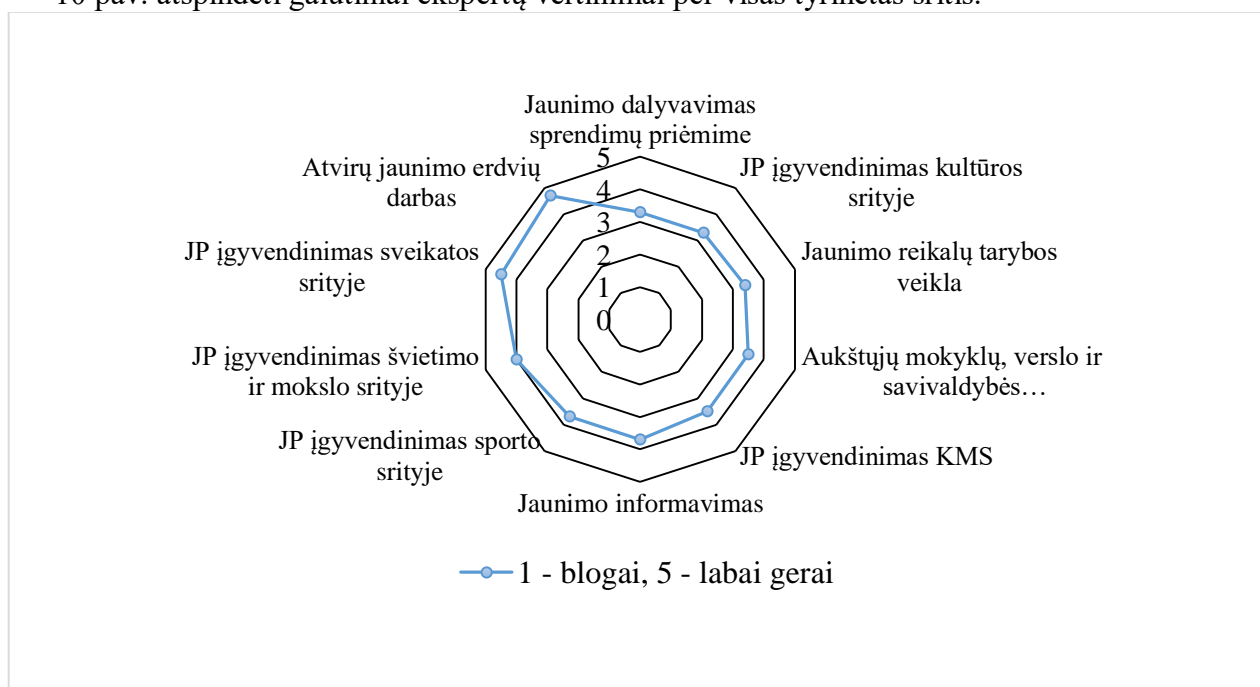 10 pav. atspindėti galutiniai ekspertų vertinimai per visas tyrinėtas sritis.
Jaunimo dalyvavimas
sprendimų priėmime
JP įgyvendinimas kultūros
srityje
Jaunimo reikalų tarybos
veikla
Aukštųjų mokyklų, verslo ir
savivaldybės…
JP įgyvendinimas KMS
Jaunimo informavimas
JP įgyvendinimas sporto
srityje
JP įgyvendinimas švietimo
ir mokslo srityje
JP įgyvendinimas sveikatos
srityje
Atvirų jaunimo erdvių
darbas
5
4
3
2
1
0
1 - blogai, 5 - labai gerai